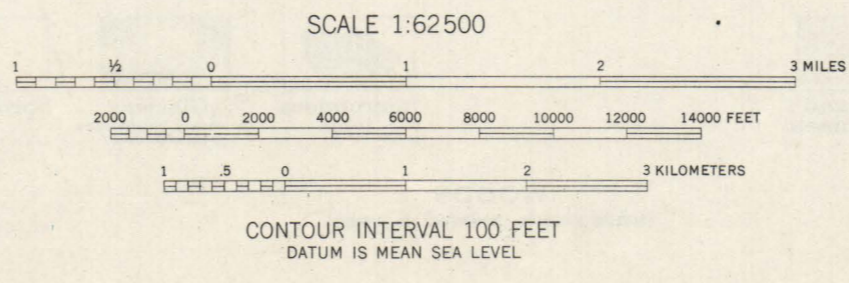 SCALE 1:62500
1 ½ 0 1 2 3 MILES
2000 0 2000 4000 6000 8000 10000 12000 14000 FEET
1 .5 0 1 2 3 KILOMETERS
CONTOUR INTERVAL 100 FEET
DATUM IS MEAN SEA LEVEL